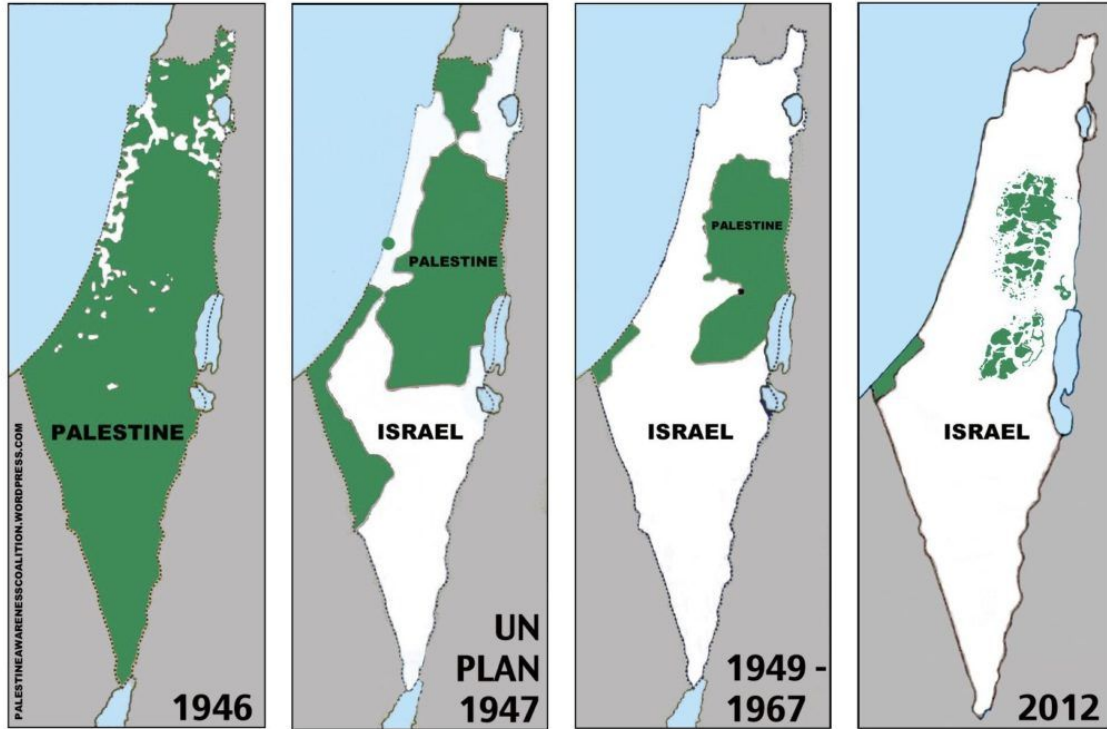 PALESTINEAWARENESSCOALITION.WORDPRESS.COM
PALESTINE
1946
PALESTINE
ISRAEL
UN
PLAN
1947
PALESTINE
ISRAEL
1949 -
1967
ISRAEL
2012